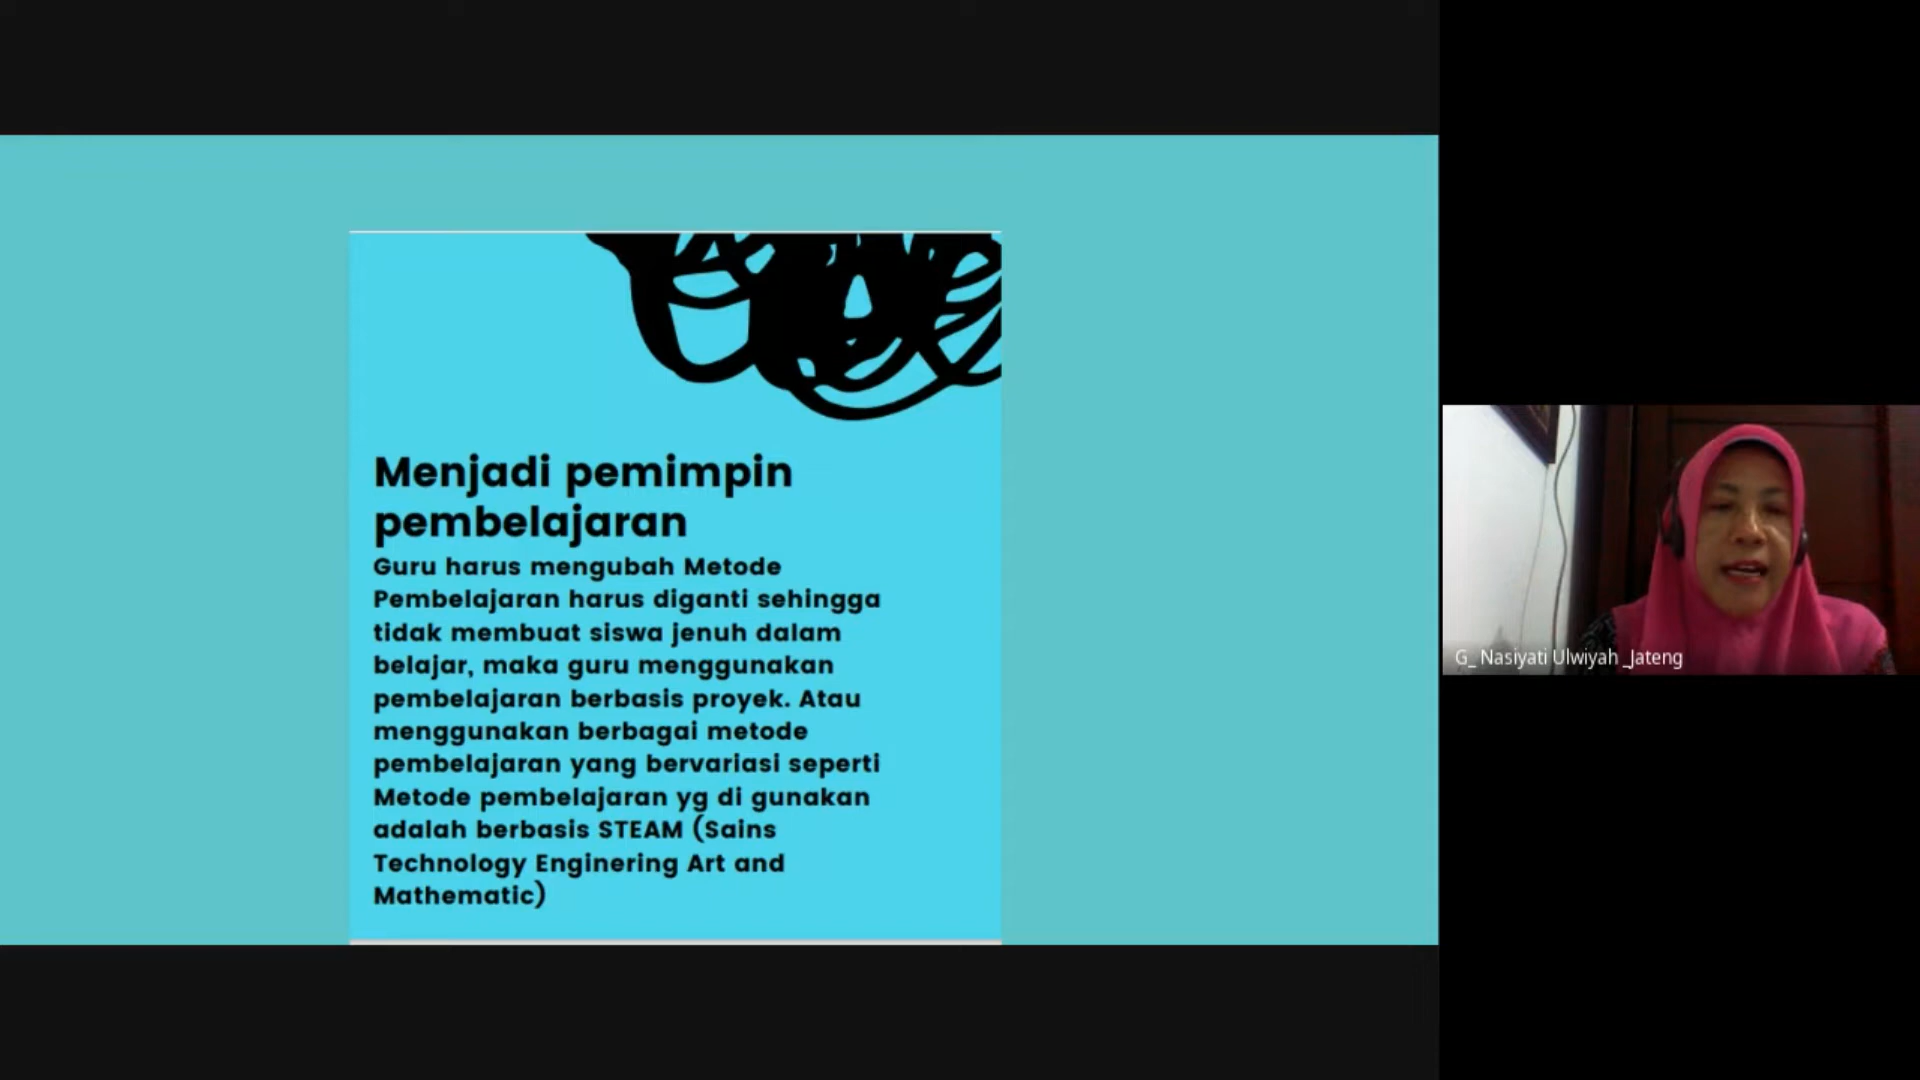 Menjadi pemimpin
pembelajaran
Guru harus mengubah Metode
Pembelajaran harus diganti sehingga
tidak membuat siswa jenuh dalam
belajar, maka guru menggunakan
pembelajaran berbasis proyek. Atau
menggunakan berbagai metode
pembelajaran yang bervariasi seperti
Metode pembelajaran yg di gunakan
adalah berbasis STEAM (Sains
Technology Enginering Art and
Mathematic)
G_ Nasiyati Ulwiyah _Jateng